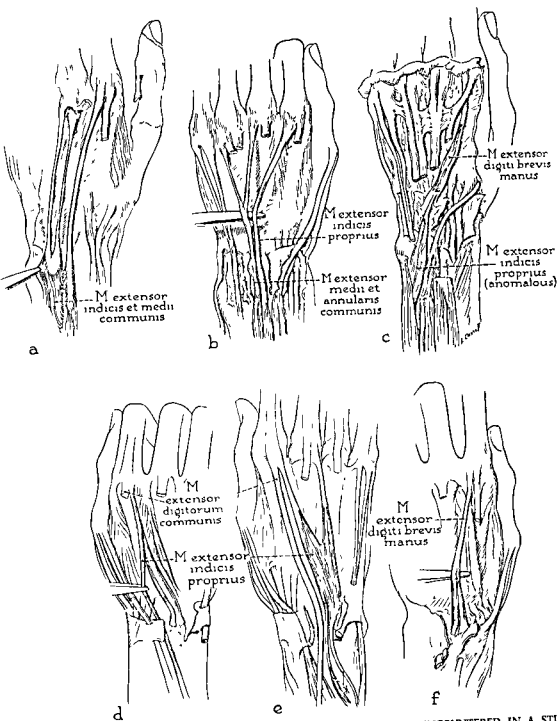 M extensor
indicis et medii
communis
a
M extensor
indicis
proprius
M extensor
medii et
annularis
communis
b
M extensor
digiti brevis
manus
M extensor
indicis
proprius
(anomalous)
c
M
extensor
digitorum
communis
M extensor
indicis
proprius
d
e
M
extensor
digiti brevis
manus
f
IN A